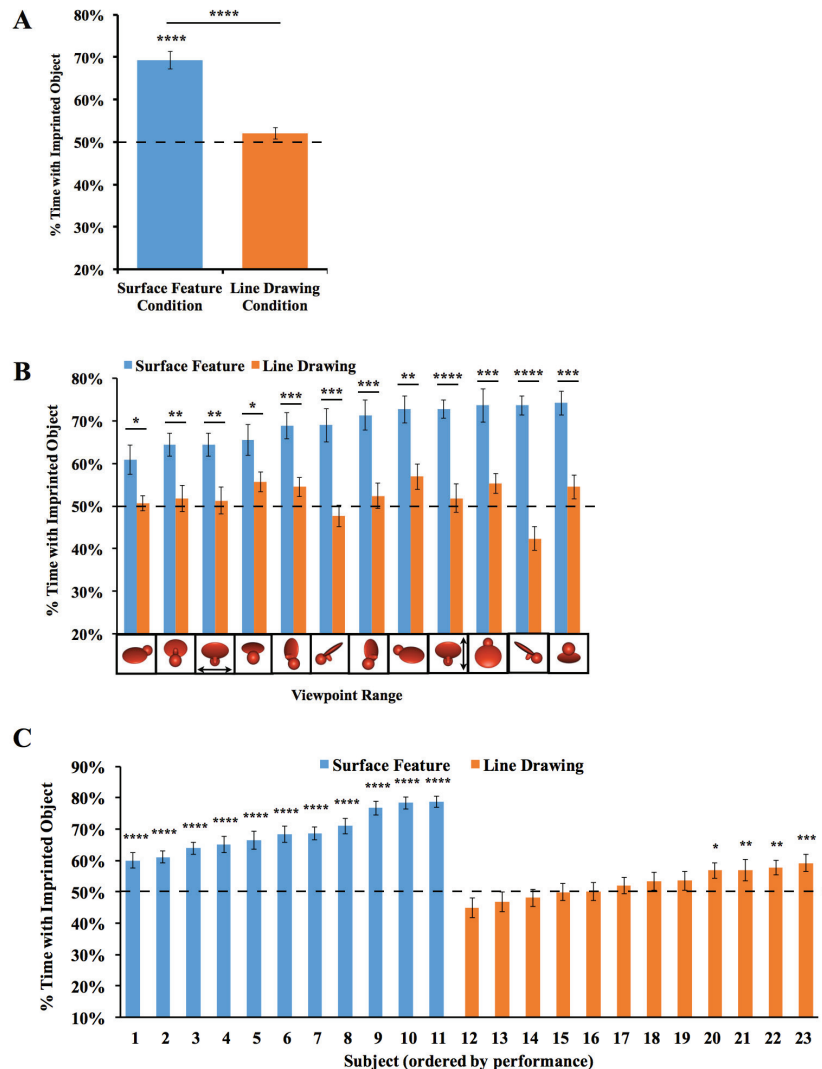 A
% Time with Imprinted Object
80%
70%
60%
50%
40%
30%
20%
****
****
Surface Feature Condition
Line Drawing Condition
B
Surface Feature
Line Drawing
% Time with Imprinted Object
80%
70%
60%
50%
40%
30%
20%
* ** ** * *** *** *** ** **** *** **** ***
Viewpoint Range
C
Surface Feature
Line Drawing
% Time with Imprinted Object
90%
80%
70%
60%
50%
40%
30%
20%
10%
**** **** **** **** **** **** **** **** **** **** **** * ** ** ***
1 2 3 4 5 6 7 8 9 10 11 12 13 14 15 16 17 18 19 20 21 22 23
Subject (ordered by performance)